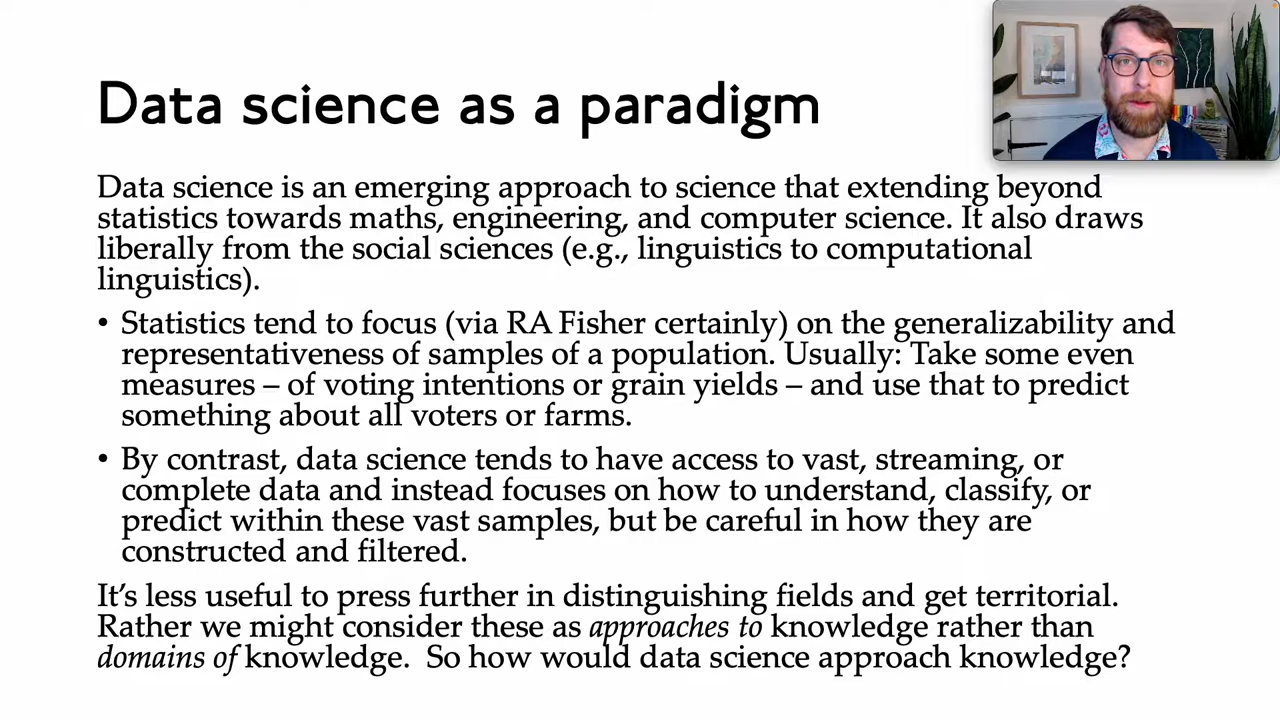 Data science as a paradigm
Data science is an emerging approach to science that extending beyond
statistics towards maths, engineering, and computer science. It also draws
liberally from the social sciences (e.g., linguistics to computational
linguistics).
• Statistics tend to focus (via RA Fisher certainly) on the generalizability and
representativeness of samples of a population. Usually: Take some even
measures – of voting intentions or grain yields – and use that to predict
something about all voters or farms.
• By contrast, data science tends to have access to vast, streaming, or
complete data and instead focuses on how to understand, classify, or
predict within these vast samples, but be careful in how they are
constructed and filtered.
It's less useful to press further in distinguishing fields and get territorial.
Rather we might consider these as approaches to knowledge rather than
domains of knowledge.  So how would data science approach knowledge?